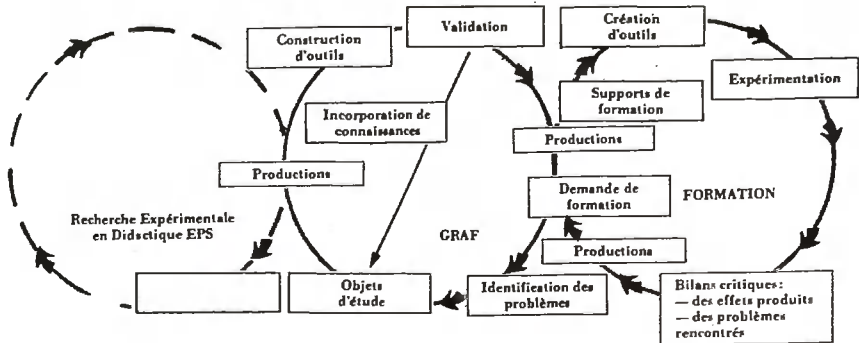 Construction
d'outils
Validation
Création
d'outils
Expérimentation
Supports de
formation
Incorporation de
connaissances
Productions
Productions
Demande de
formation
FORMATION
Recherche Expérimentale
en Didactique EPS
GRAF
Productions
Objets
d'étude
Identification des
problèmes
Bilans critiques :
— des effets produits
— des problèmes
rencontrés